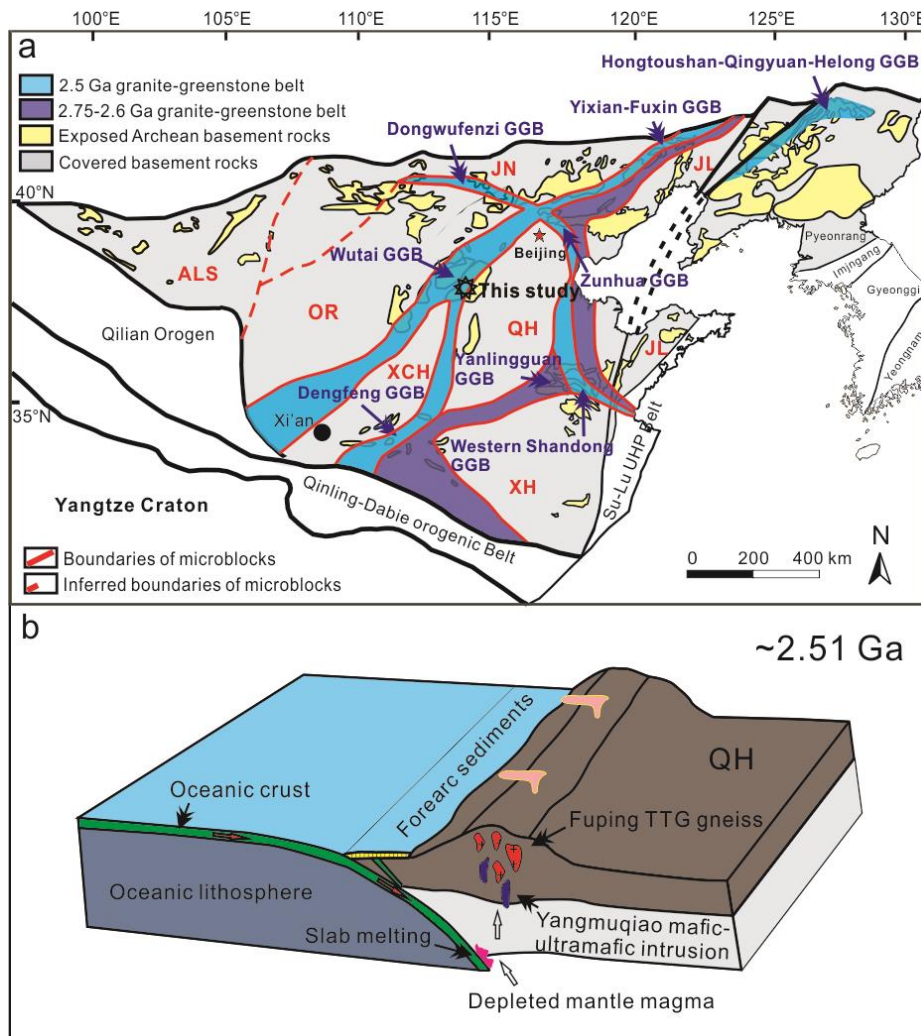 100°E
105°E
110°E
115°E
120°E
125°E
130°E
a
2.5 Ga granite-greenstone belt
2.75-2.6 Ga granite-greenstone belt
Exposed Archean basement rocks
Covered basement rocks
Hongtoushan-Qingyuan-Helong GGB
Yixian-Fuxin GGB
Dongwufenzi GGB
40°N
JN
JL
Pyeonrang
Imjngang
Gyeonggi
Yeongnam
Beijing
Wutai GGB
Zunhua GGB
ALS
This study
OR
QH
Qilian Orogen
JL
XCH
Yanlingguan
GGB
Dengfeng GGB
35°N
Xi'an
Western Shandong
GGB
Su-Lu UHP Belt
XH
Yangtze Craton
Qinling-Dabie orogenic Belt
N
Boundaries of microblocks
Inferred boundaries of microblocks
0 200 400 km
b
~2.51 Ga
Forearc sediments
QH
Oceanic crust
Fuping TTG gneiss
Oceanic lithosphere
Yangmuqiao mafic-
ultramafic intrusion
Slab melting
Depleted mantle magma